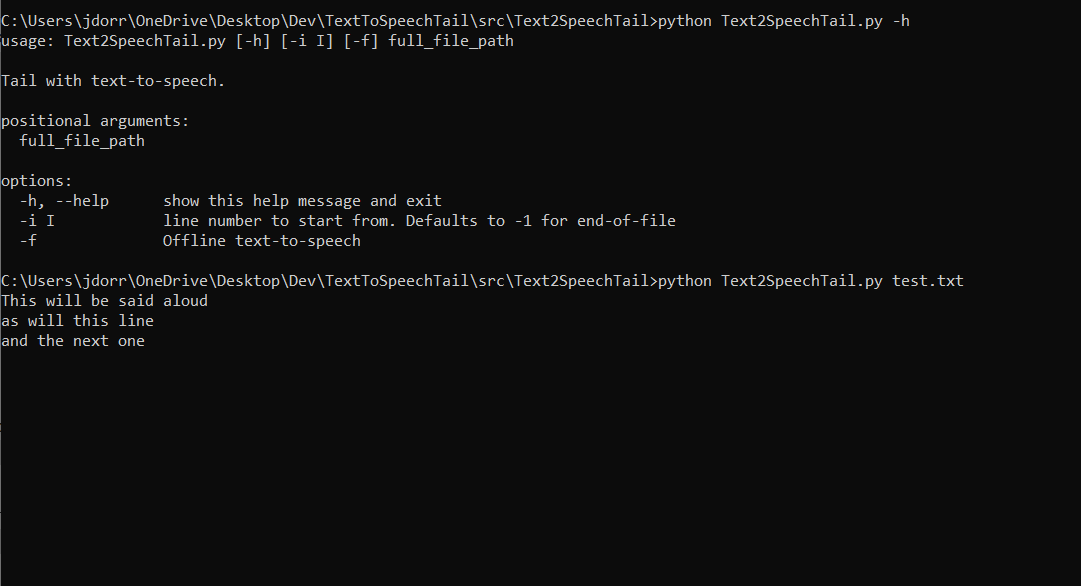 C:\Users\jdorr\OneDrive\Desktop\Dev\TextToSpeechTail\src\Text2SpeechTail>python Text2SpeechTail.py -h
usage: Text2SpeechTail.py [-h] [-i I] [-f] full_file_path
Tail with text-to-speech.
positional arguments:
  full_file_path
options:
  -h, --help      show this help message and exit
  -i I            line number to start from. Defaults to -1 for end-of-file
  -f              Offline text-to-speech
C:\Users\jdorr\OneDrive\Desktop\Dev\TextToSpeechTail\src\Text2SpeechTail>python Text2SpeechTail.py test.txt
This will be said aloud
as will this line
and the next one